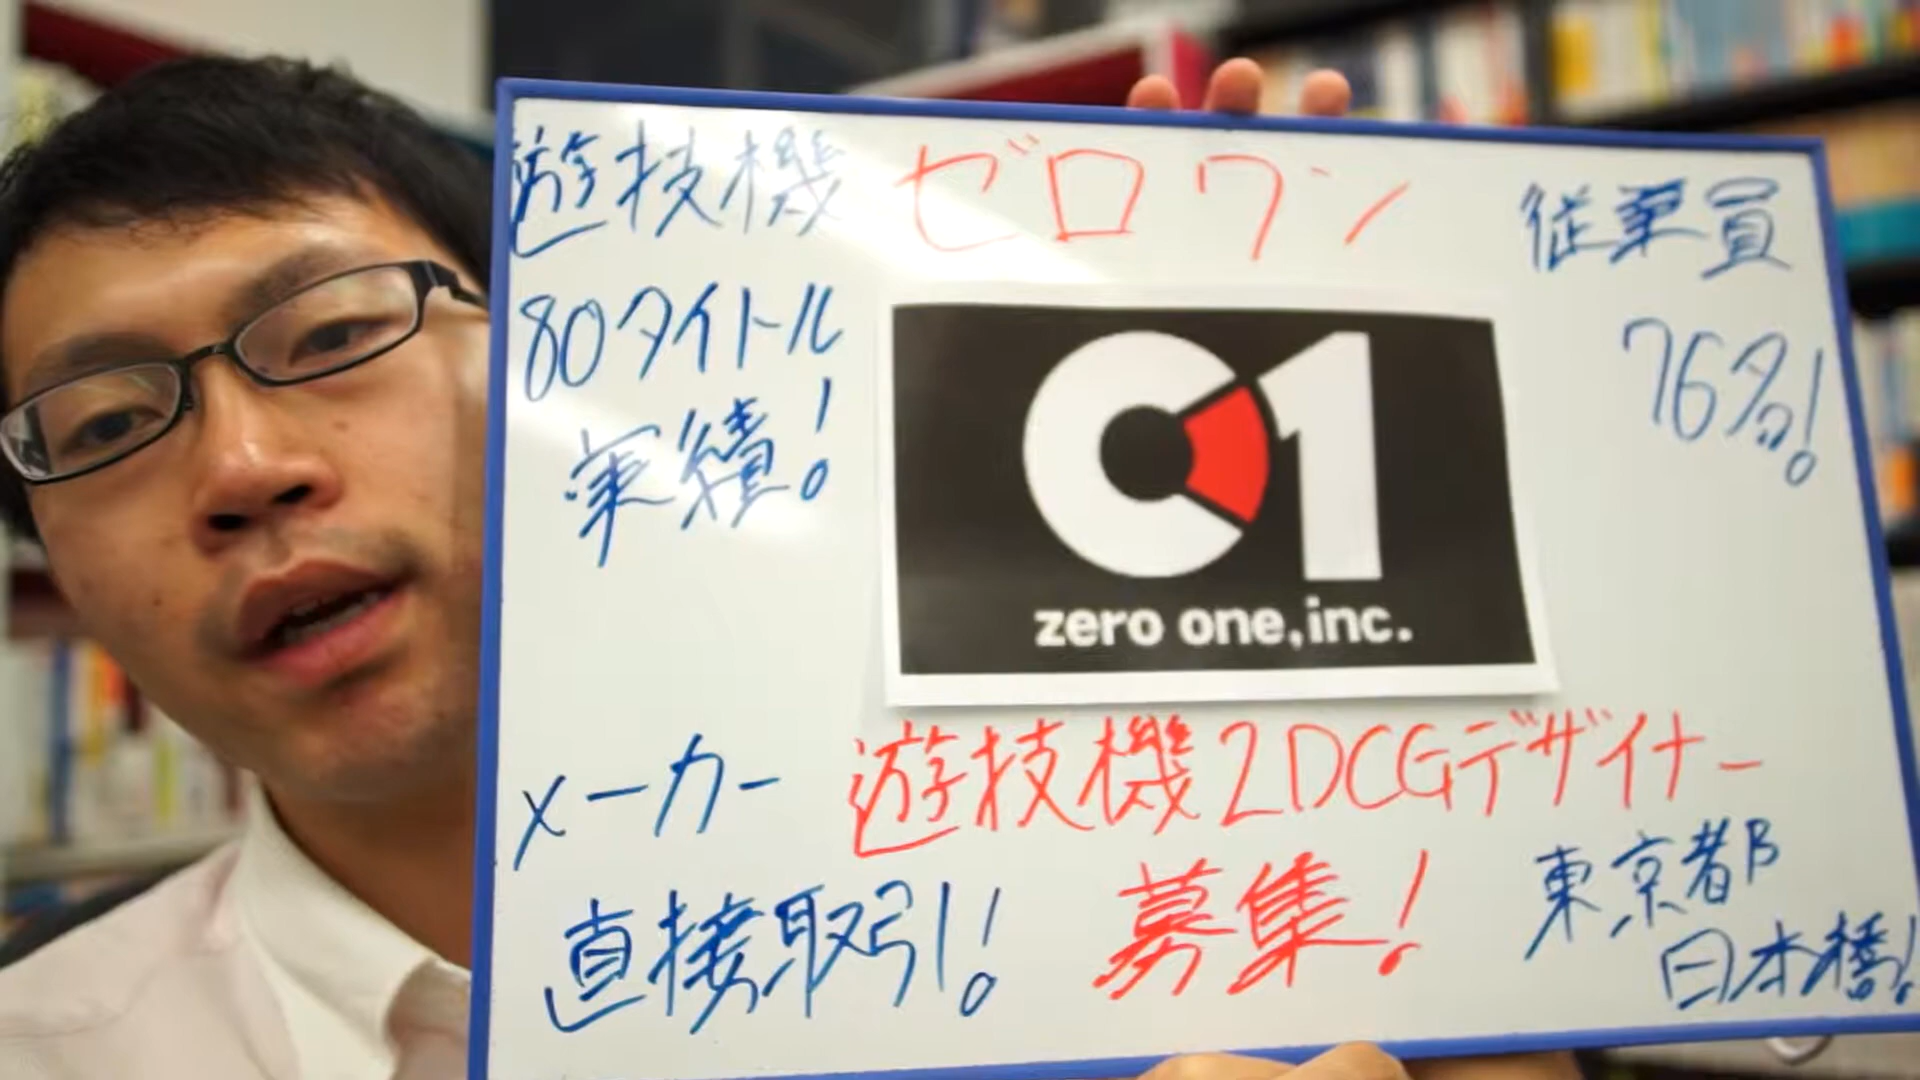 遊技機
80タイトル
実績!
ゼロワン
従業員
76名!
01
zero one,inc.
メーカー
直接取引!
遊技機2DCGデザイナー
募集!
東京都
日本橋!